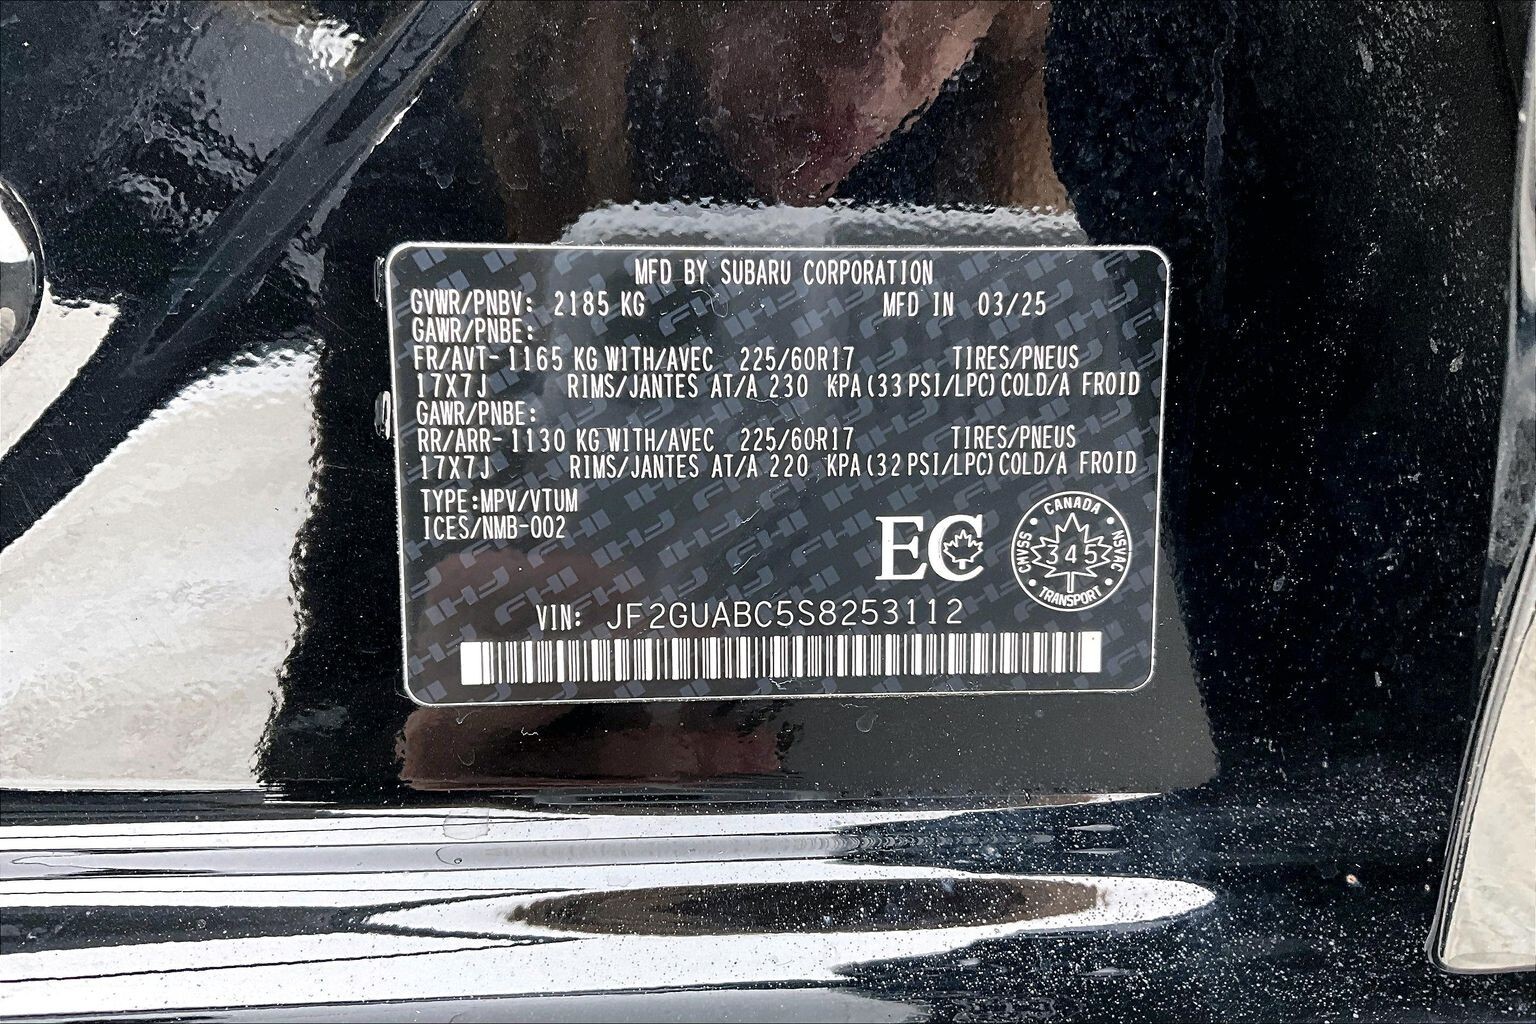 MFD BY SUBARU CORPORATION
GVWR/PNBV: 2185 KG MFD IN 03/25
GAWR/PNBE:
FR/AVT- 1165 KG WITH/AVEC 225/60R17 TIRES/PNEUS
17X7J RIMS/JANTES AT/A 230 KPA (33 PSI/LPC) COLD/A FROID
GAWR/PNBE:
RR/ARR- 1130 KG WITH/AVEC 225/60R17 TIRES/PNEUS
17X7J RIMS/JANTES AT/A 220 KPA (32 PSI/LPC) COLD/A FROID
TYPE:MPV/VTUM
ICES/NMB-002
EC
CANADA
CMVSS 345 NSVAC
TRANSPORT
VIN: JF2GUABC5S8253112